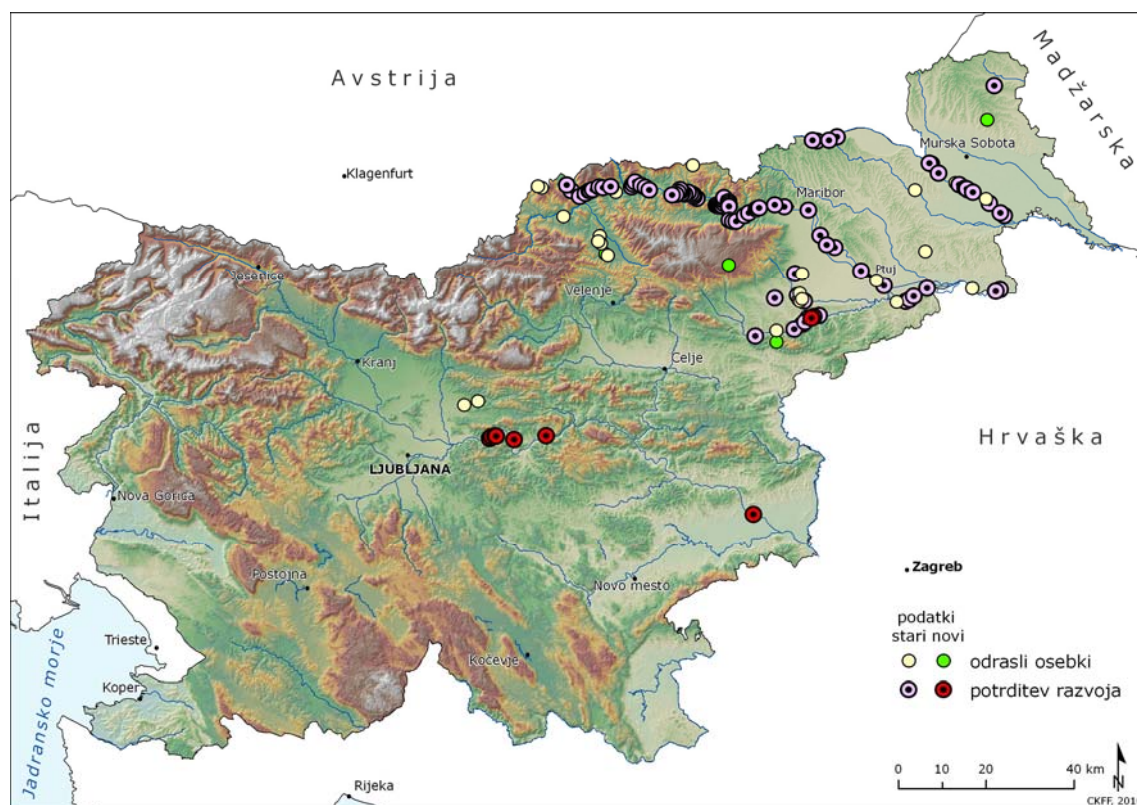 Avstrija
Madžarska
Klagenfurt
Murska Sobota
Maribor
Jesenice
Ptuj
Velenje
Kranj
Celje
Italija
Hrvaška
LJUBLJANA
Nova Gorica
Postojna
Novo mesto
Zagreb
Trieste
Kočevje
Koper
Jadransko morje
Rijeka
podatki
stari novi
odrasli osebki
potrditev razvoja
0 10 20 40 km
N
CKFF,